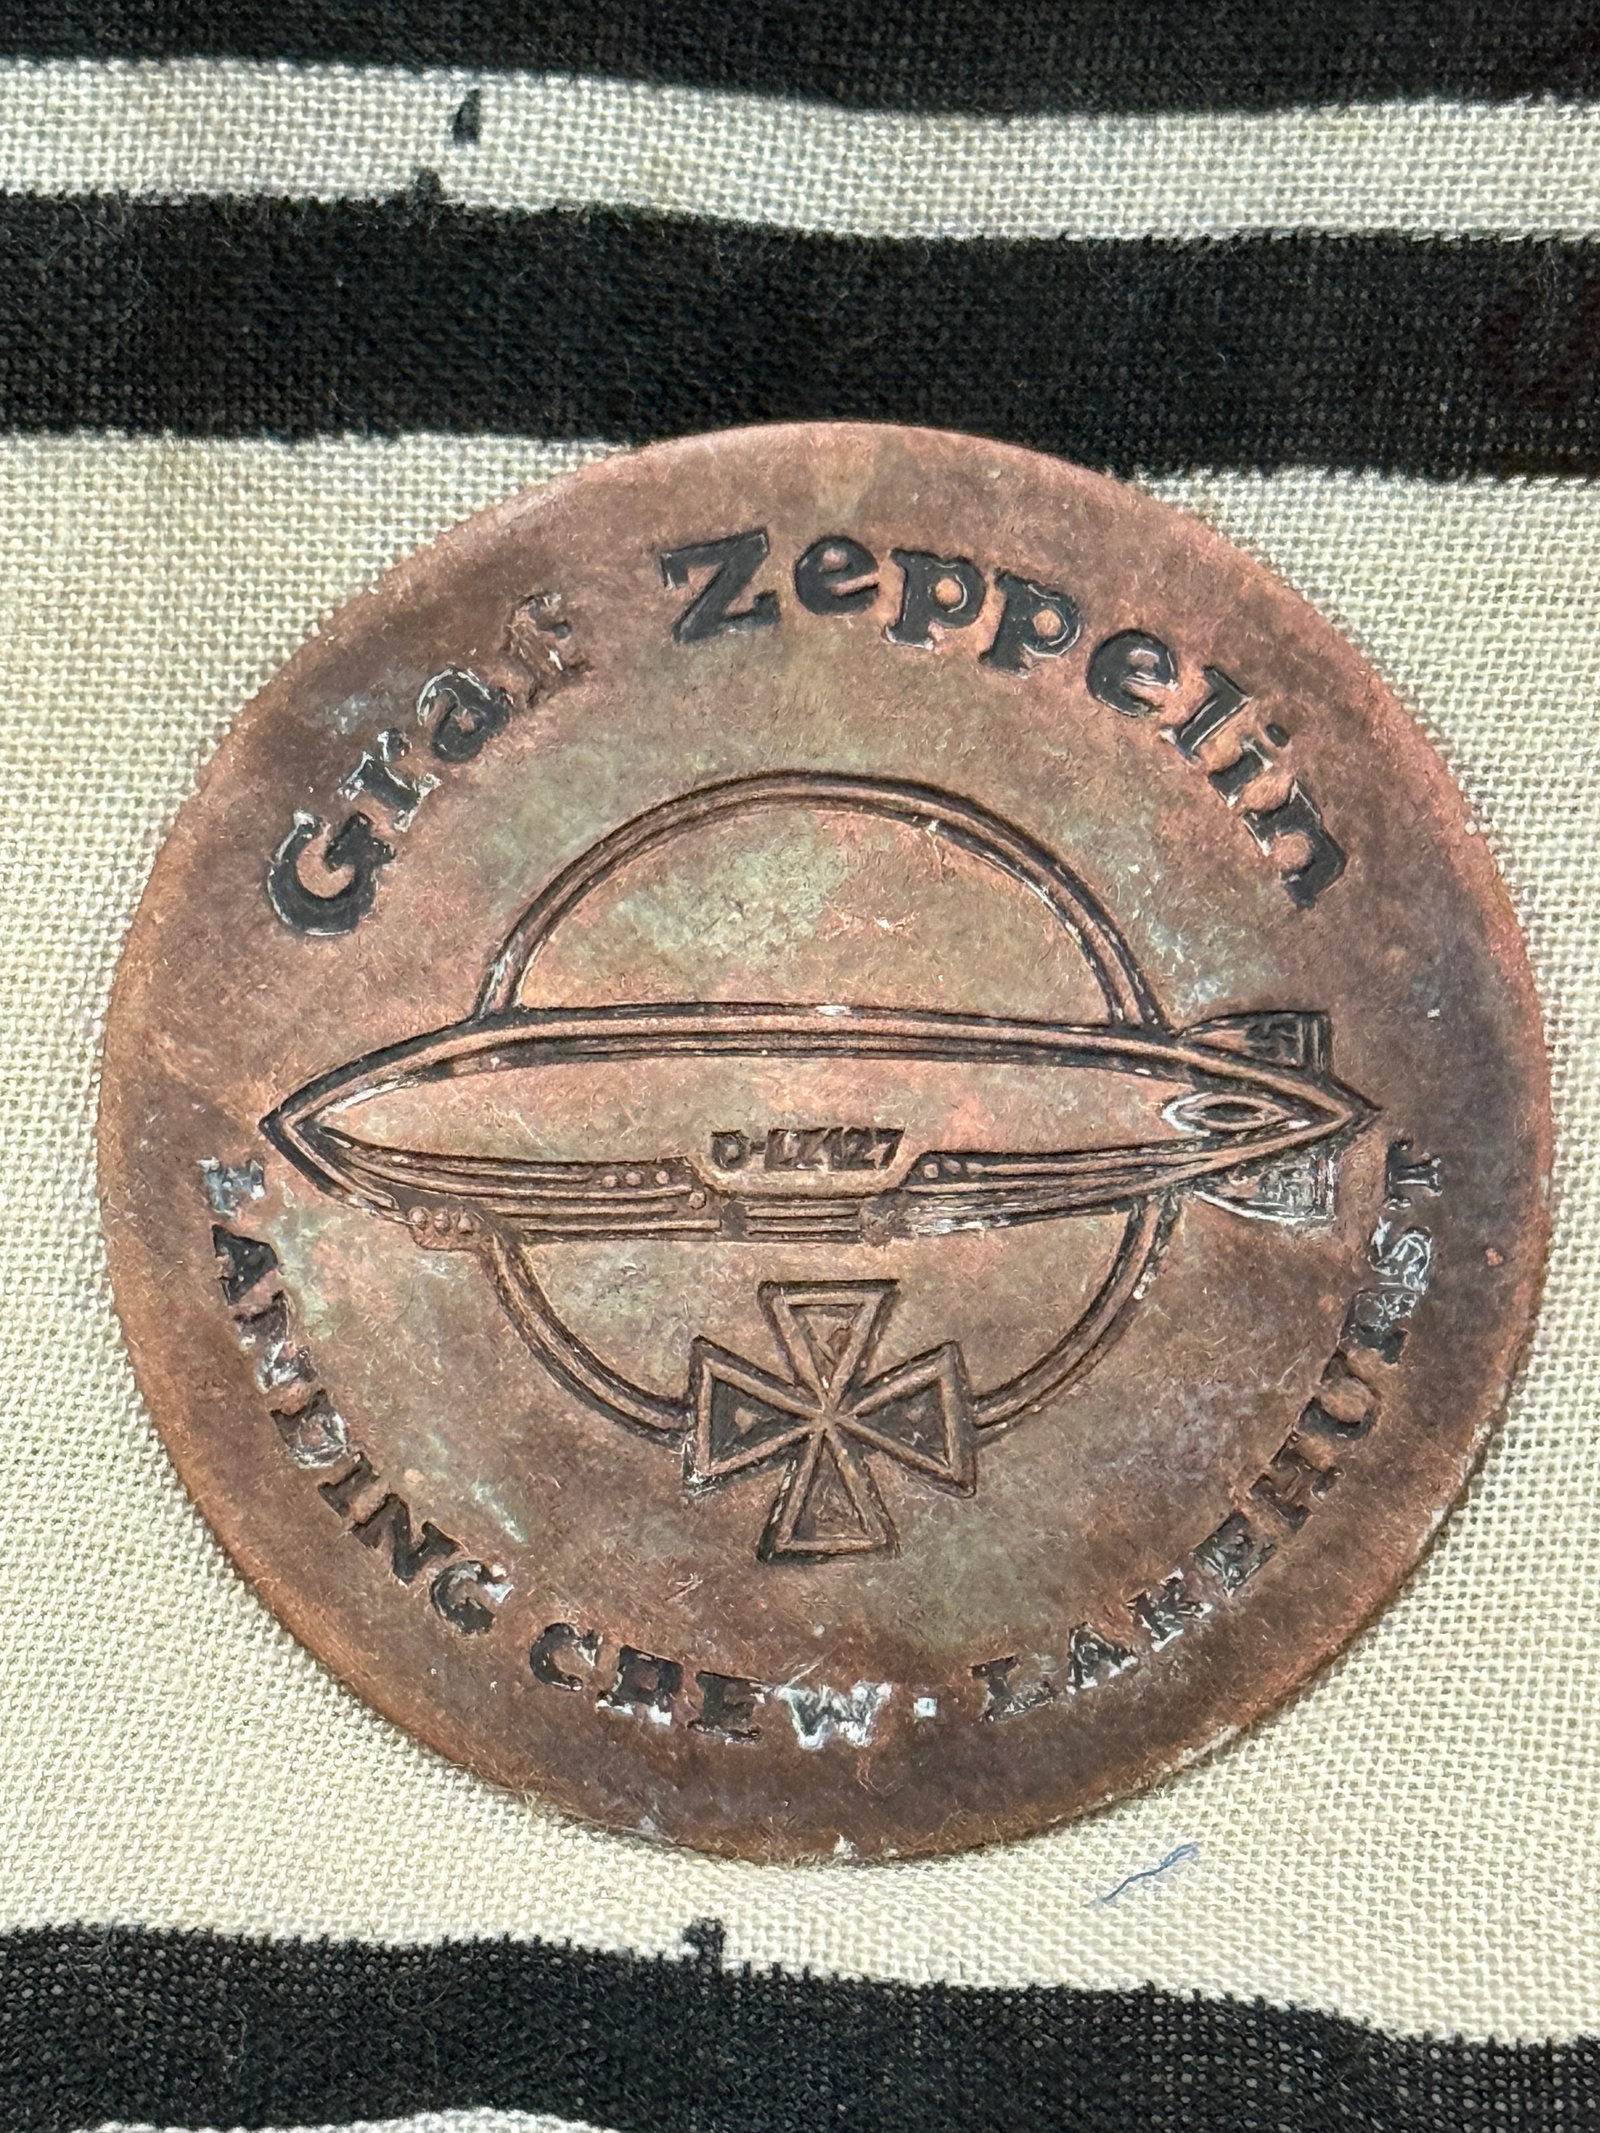 Graf Zeppelin
D-LZ127
LANDING CREW · LAKEHURST